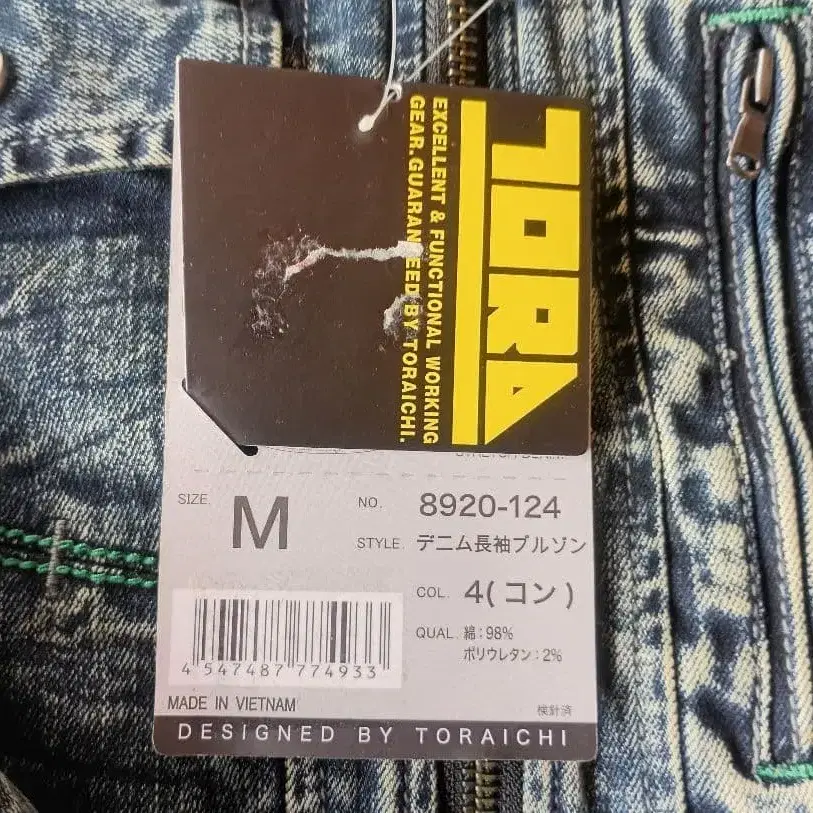 TORA
EXCELLENT & FUNCTIONAL WORKING
GEAR. GUARANTEED BY TORAICHI.
STRETCH DENIM
SIZE M
NO. 8920-124
STYLE. デニム長袖ブルゾン
COL. 4(コン)
QUAL. 綿:98%
ポリウレタン:2%
4 547487 774933
MADE IN VIETNAM
検針済
DESIGNED BY TORAICHI